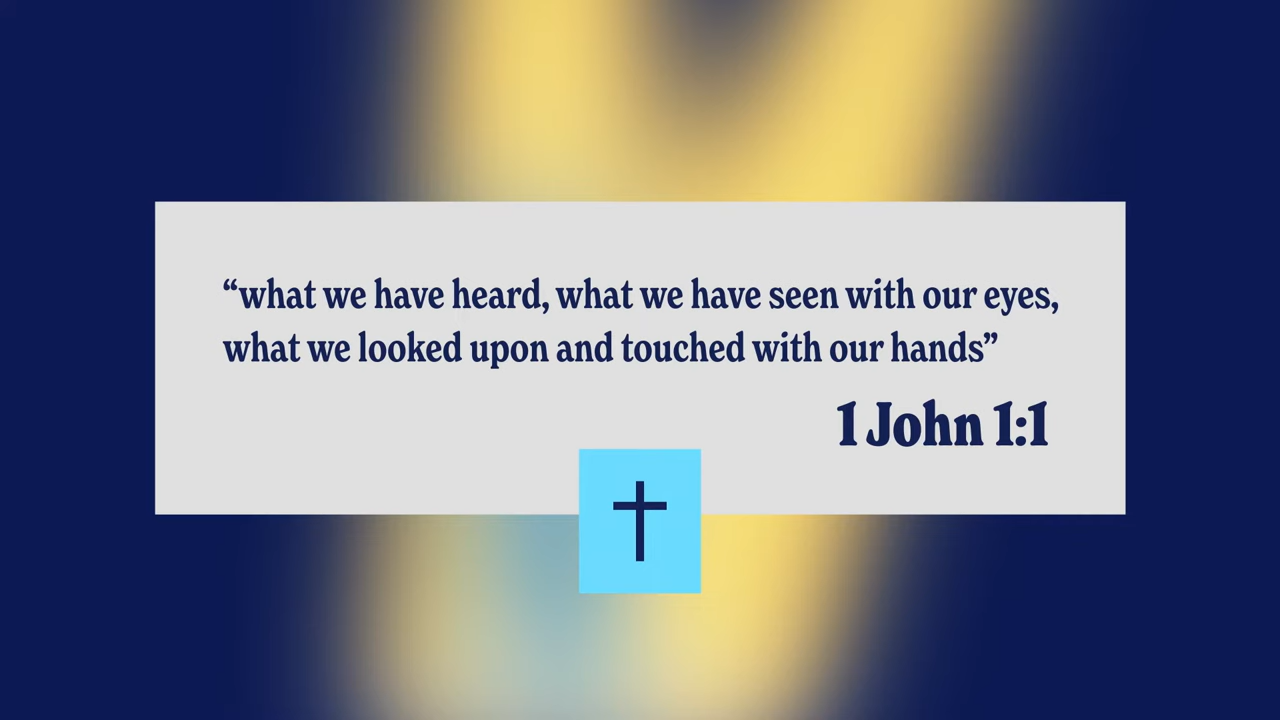 “what we have heard, what we have seen with our eyes,
what we looked upon and touched with our hands”
1 John 1:1